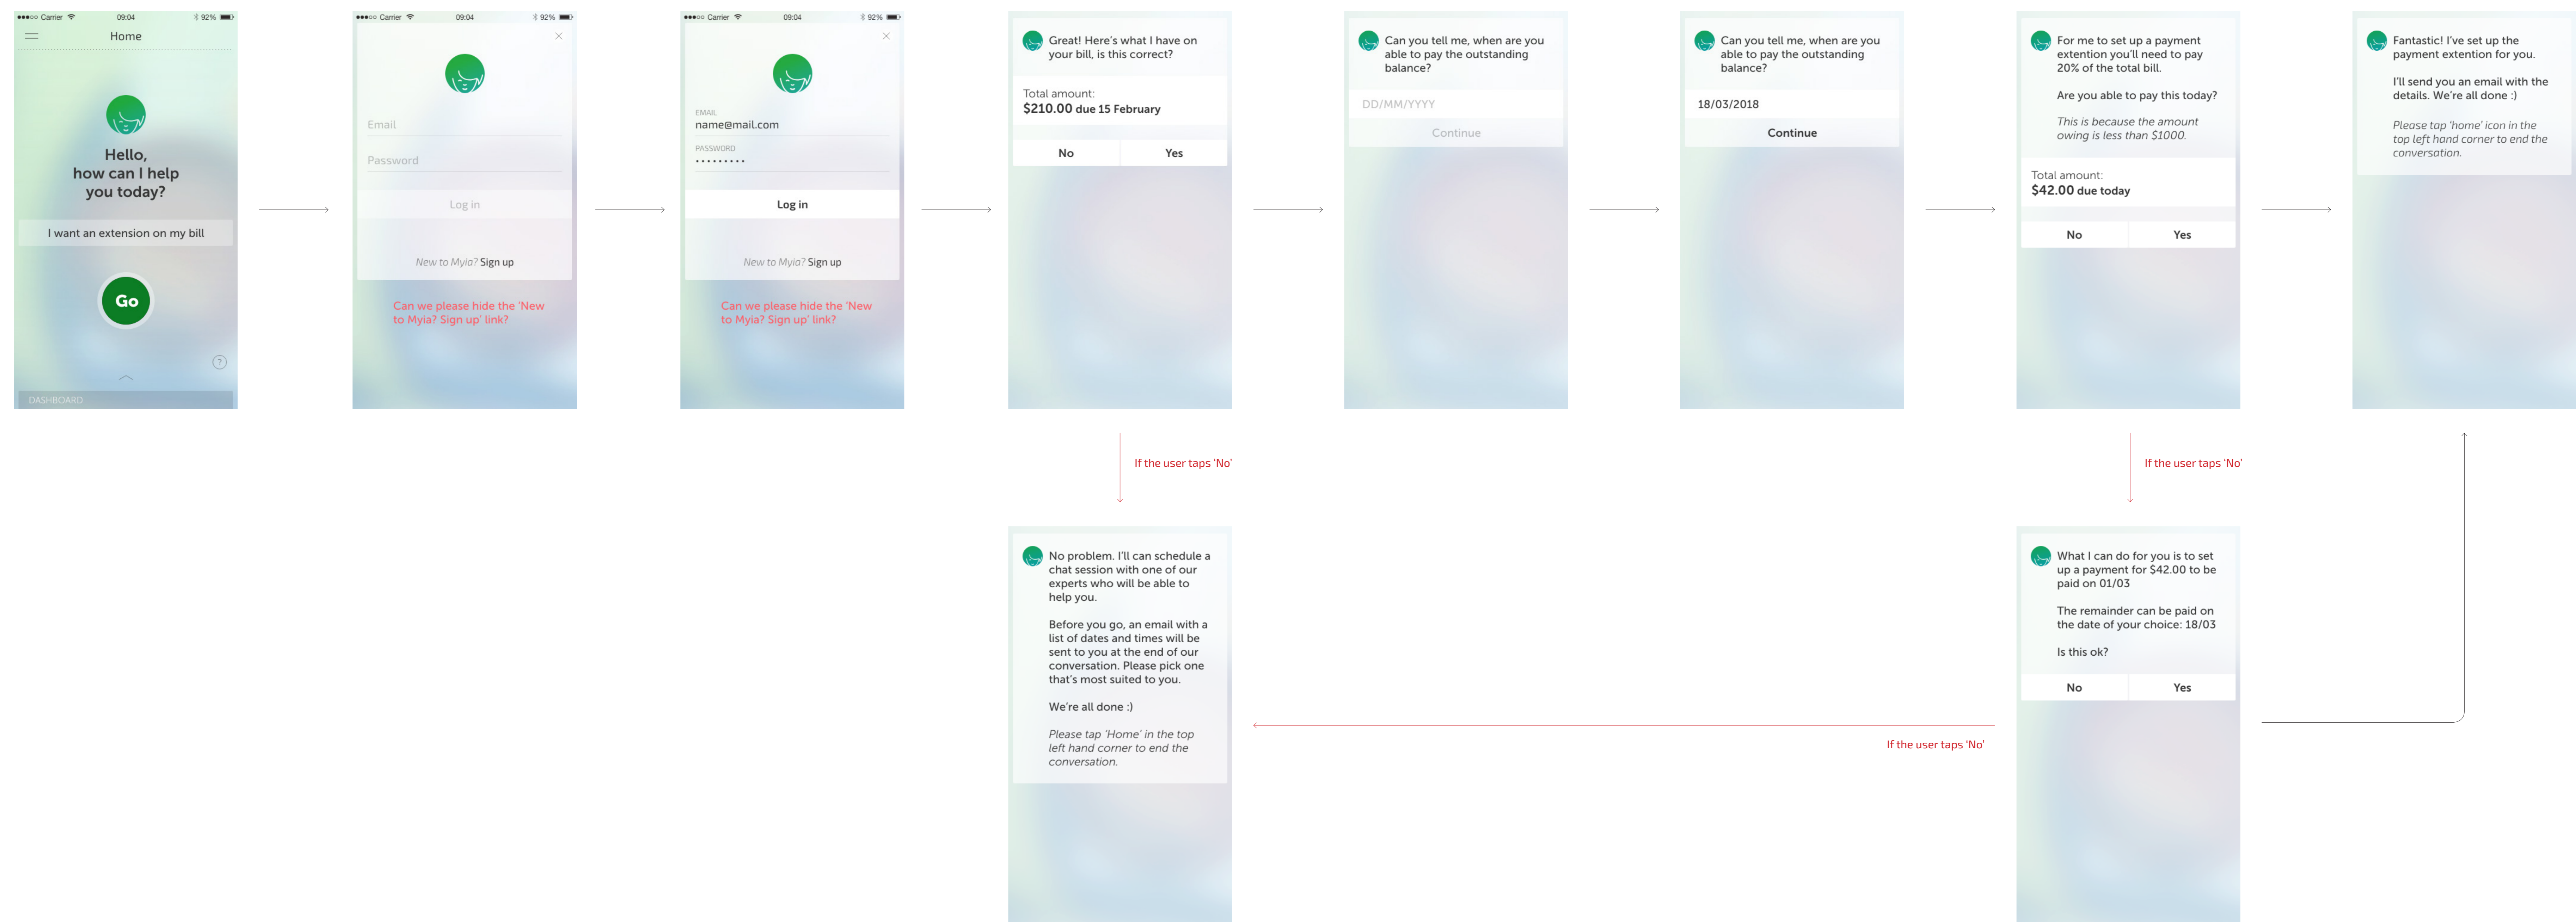 Carrier 09:04 92%
Home
Hello,
how can I help
you today?
I want an extension on my bill
Go
?
DASHBOARD
Carrier 09:04 92%
Email
Password
Log in
New to Myia? Sign up
Can we please hide the 'New
to Myia? Sign up' link?
Carrier 09:04 92%
EMAIL
name@mail.com
PASSWORD
Log in
New to Myia? Sign up
Can we please hide the 'New
to Myia? Sign up' link?
Great! Here's what I have on
your bill, is this correct?
Total amount:
$210.00 due 15 February
No Yes
Can you tell me, when are you
able to pay the outstanding
balance?
DD/MM/YYYY
Continue
Can you tell me, when are you
able to pay the outstanding
balance?
18/03/2018
Continue
For me to set up a payment
extention you'll need to pay
20% of the total bill.
Are you able to pay this today?
This is because the amount
owing is less than $1000.
Total amount:
$42.00 due today
No Yes
Fantastic! I've set up the
payment extention for you.
I'll send you an email with the
details. We're all done :)
Please tap 'home' icon in the
top left hand corner to end the
conversation.
If the user taps 'No'
If the user taps 'No'
No problem. I'll can schedule a
chat session with one of our
experts who will be able to
help you.
Before you go, an email with a
list of dates and times will be
sent to you at the end of our
conversation. Please pick one
that's most suited to you.
We're all done :)
Please tap 'Home' in the top
left hand corner to end the
conversation.
If the user taps 'No'
What I can do for you is to set
up a payment for $42.00 to be
paid on 01/03
The remainder can be paid on
the date of your choice: 18/03
Is this ok?
No Yes